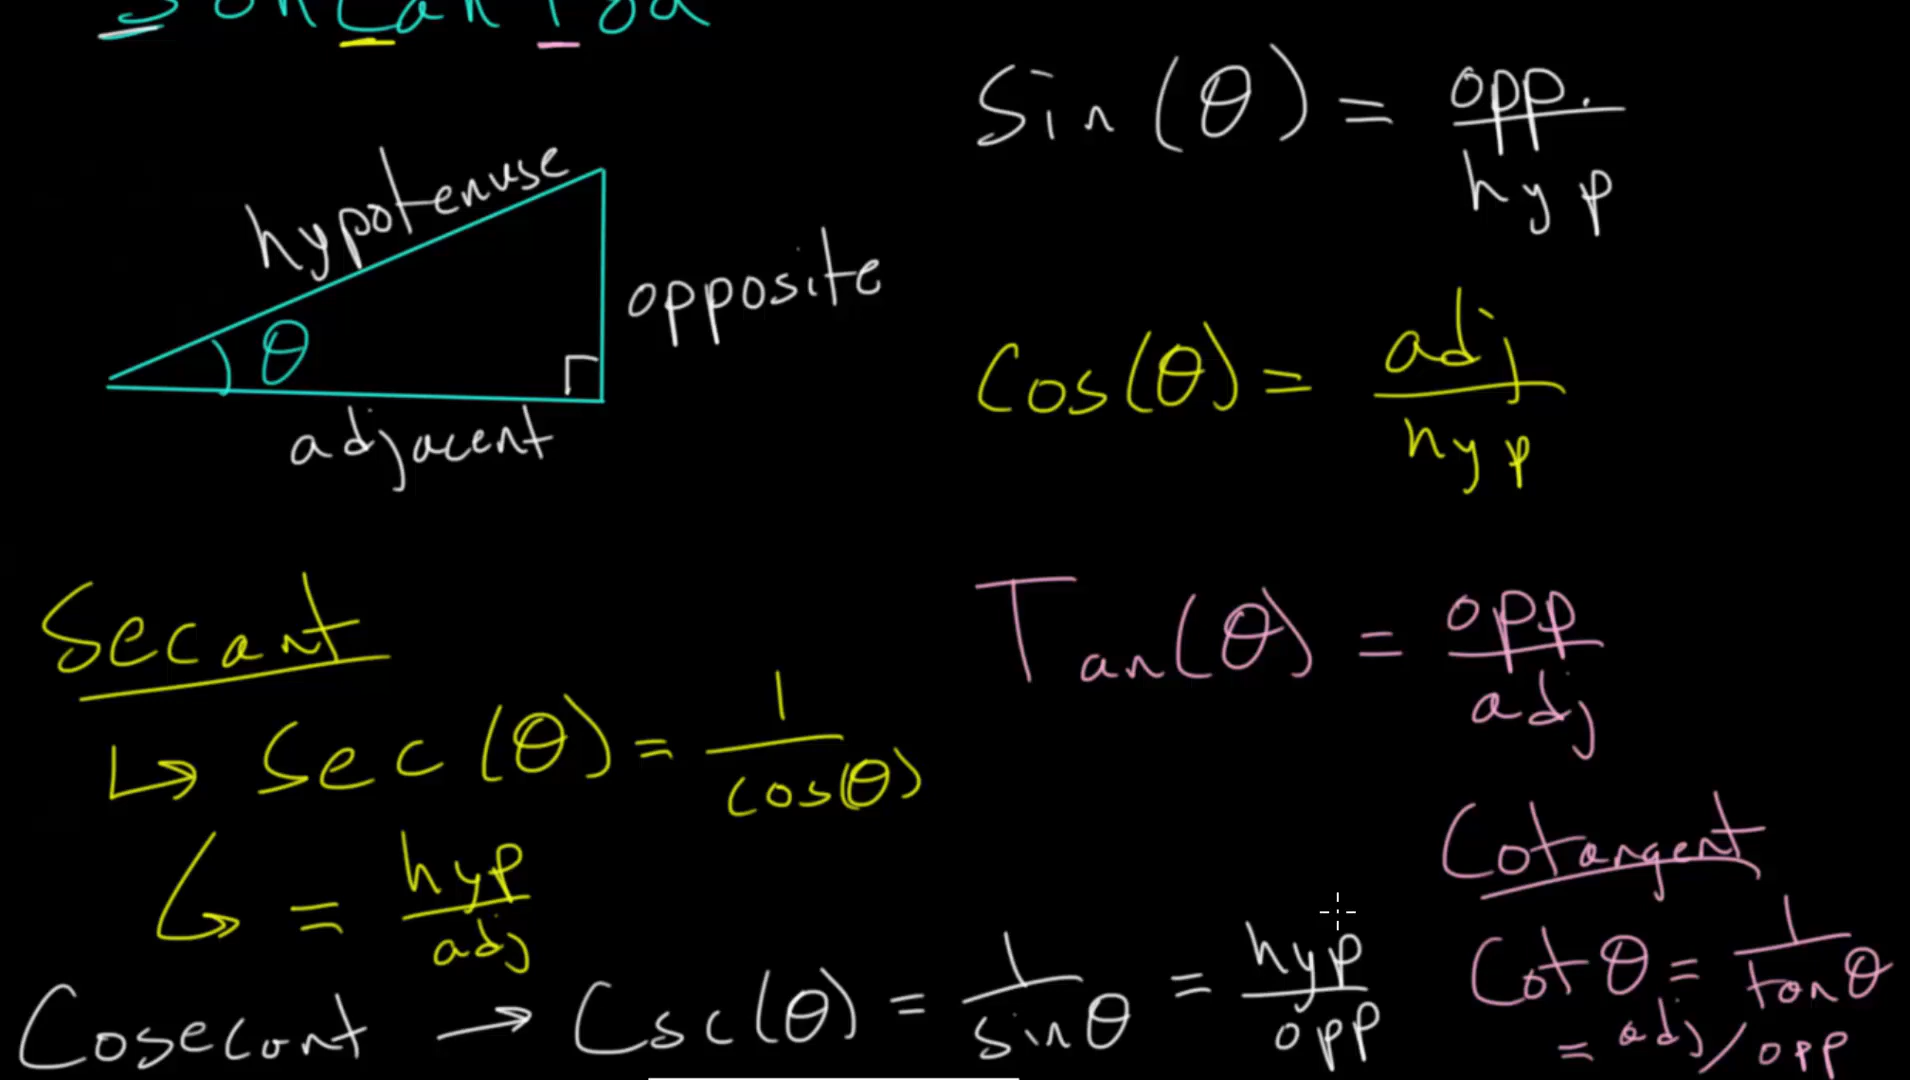 Sin(θ) = opp. / hyp
hypotenuse
opposite
θ
adjacent
Cos(θ) = adj / hyp
Secant
↳ Sec(θ) = 1 / cos(θ)
↳ = hyp / adj
Tan(θ) = opp / adj
Cotangent
Cot θ = 1 / tan θ
= adj/opp
Cosecant → Csc(θ) = 1 / sin θ = hyp / opp